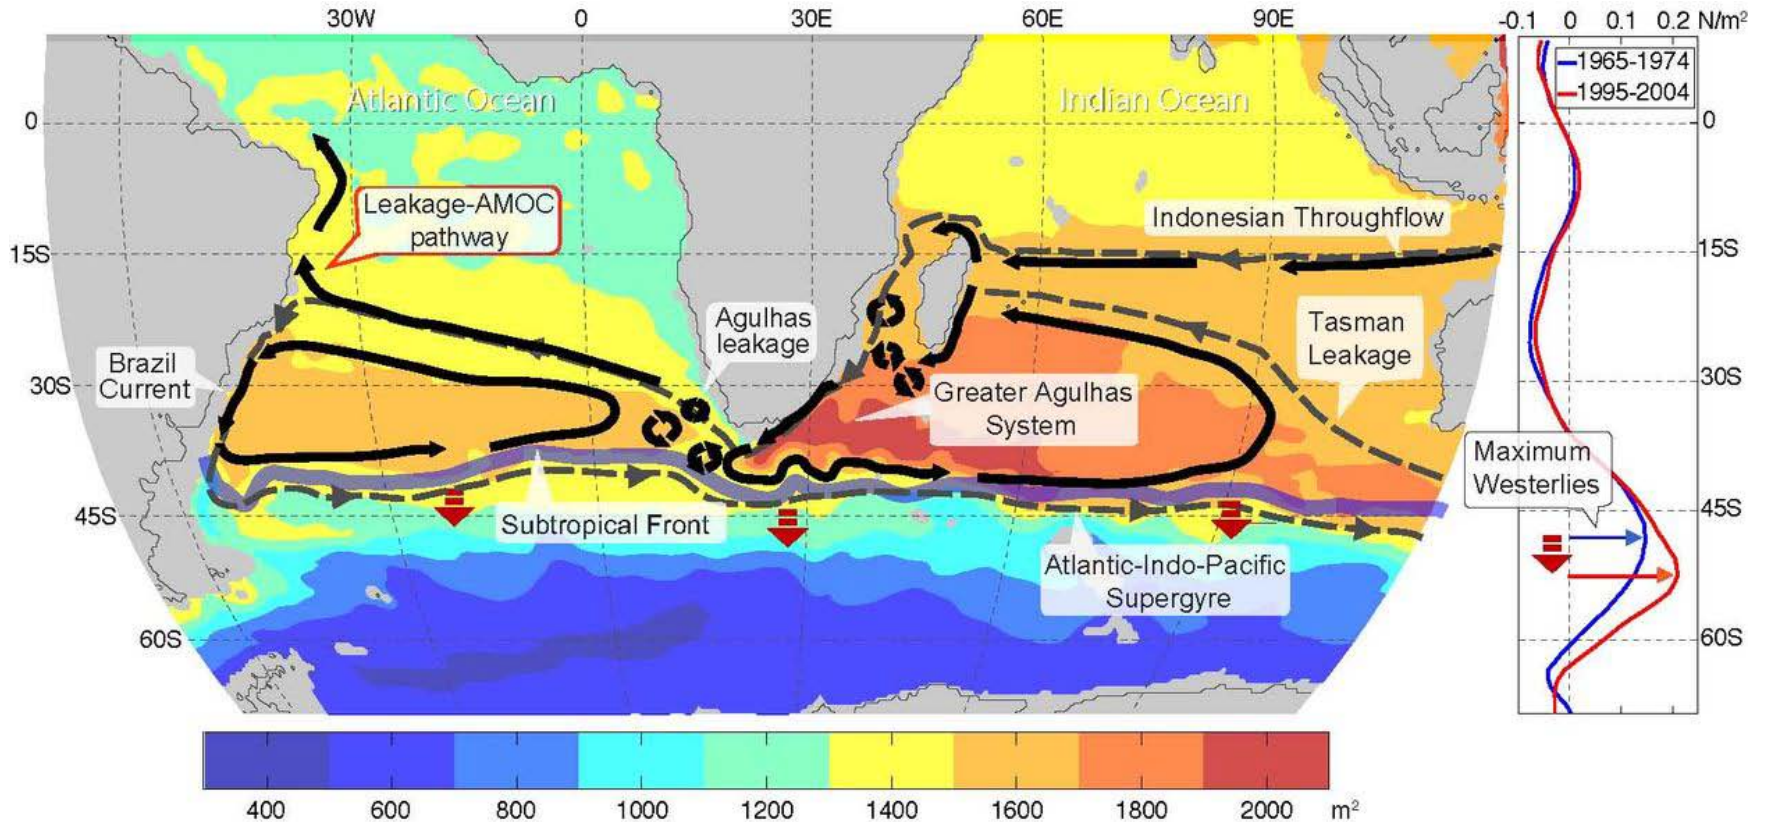 30W 0 30E 60E 90E
-0.1 0 0.1 0.2 N/m²
1965-1974
1995-2004
Atlantic Ocean
Indian Ocean
0
0
Leakage-AMOC
pathway
Indonesian Throughflow
15S
15S
Agulhas
leakage
Tasman
Leakage
Brazil
Current
30S
30S
Greater Agulhas
System
Maximum
Westerlies
45S
45S
Subtropical Front
Atlantic-Indo-Pacific
Supergyre
60S
60S
400 600 800 1000 1200 1400 1600 1800 2000 m²